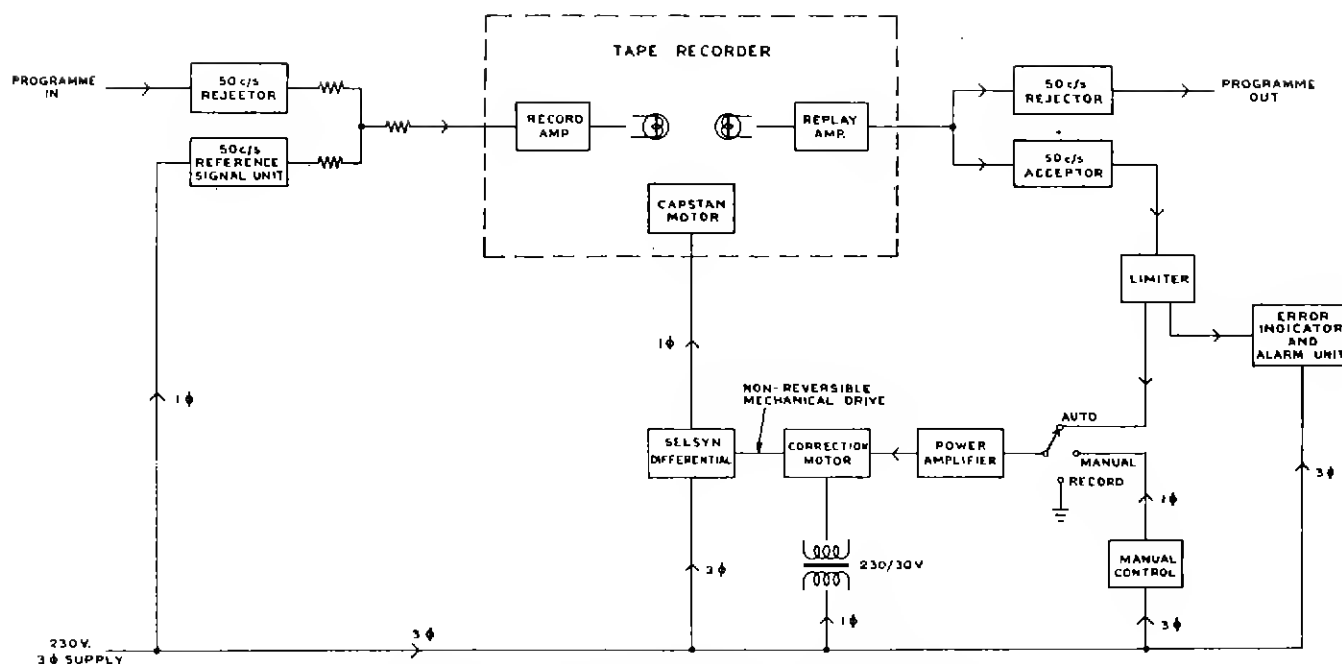 TAPE RECORDER
PROGRAMME
IN
50 c/s
REJEETOR
50 c/s
REFERENCE
SIGNAL UNIT
RECORD
AMP
REPLAY
AMP.
50 c/s
REJECTOR
PROGRAMME
OUT
50 c/s
ACCEPTOR
CAPSTAN
MOTOR
LIMITER
ERROR
INDICATOR
AND
ALARM UNIT
1ϕ
1ϕ
NON-REVERSIBLE
MECHANICAL DRIVE
SELSYN
DIFFERENTIAL
CORRECTION
MOTOR
POWER
AMPLIFIER
AUTO
MANUAL
RECORD
1ϕ
3ϕ
3ϕ
230/30V
MANUAL
CONTROL
1ϕ
3ϕ
3ϕ
230V.
3ϕ SUPPLY